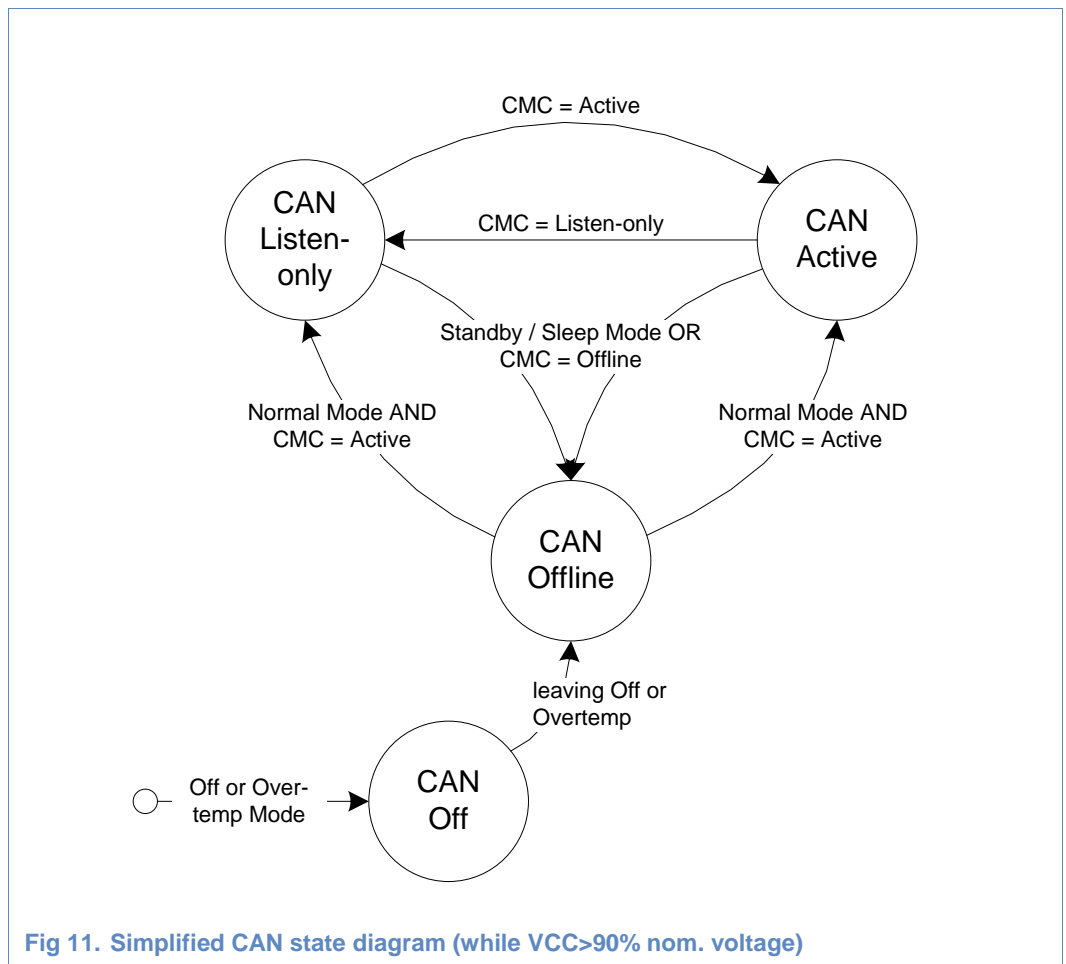 CMC = Active
CAN
Listen-
only
CMC = Listen-only
CAN
Active
Standby / Sleep Mode OR
CMC = Offline
Normal Mode AND
CMC = Active
Normal Mode AND
CMC = Active
CAN
Offline
leaving Off or
Overtemp
Off or Over-
temp Mode
CAN
Off
Fig 11. Simplified CAN state diagram (while VCC>90% nom. voltage)